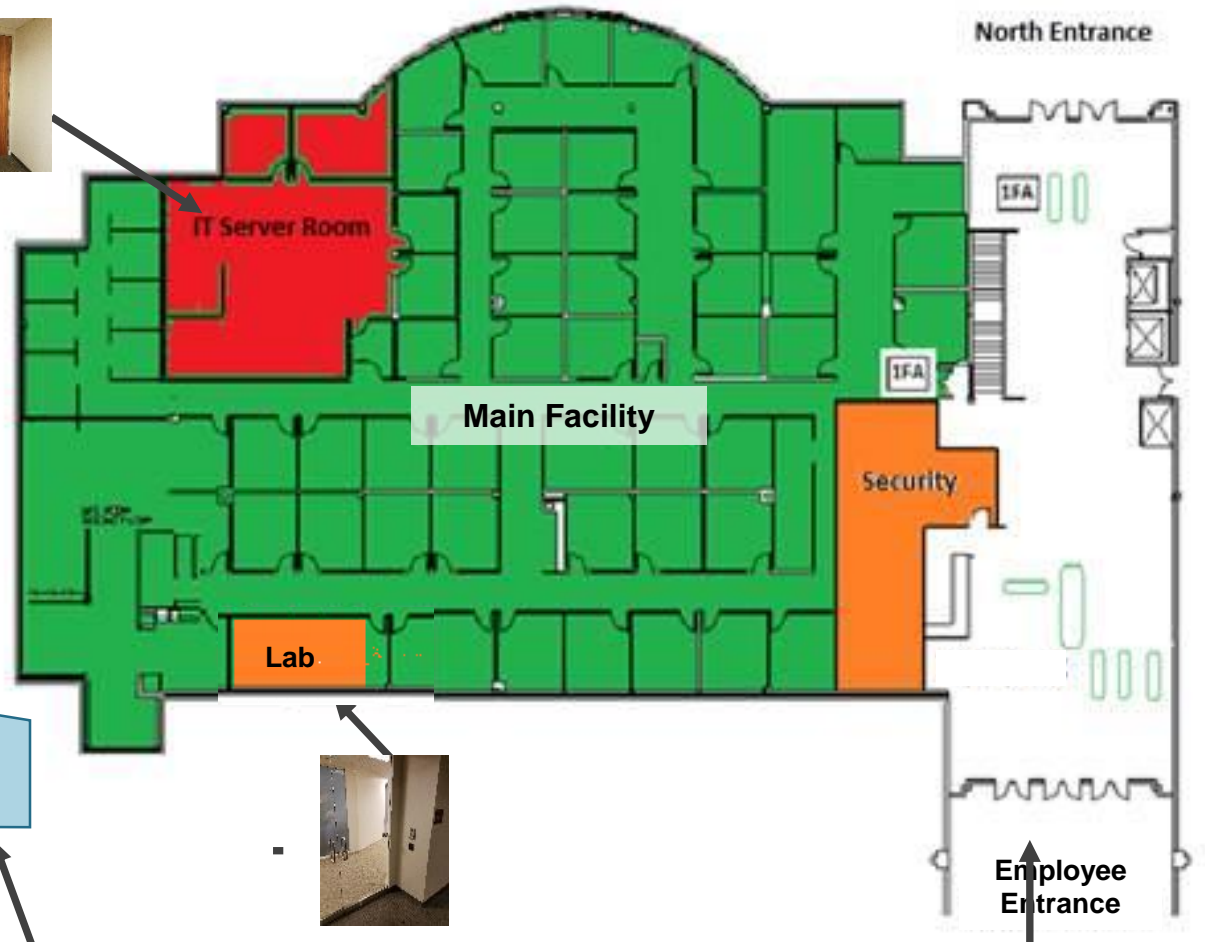 North Entrance
1FA
IT Server Room
1FA
Main Facility
Security
Lab
Employee
Entrance